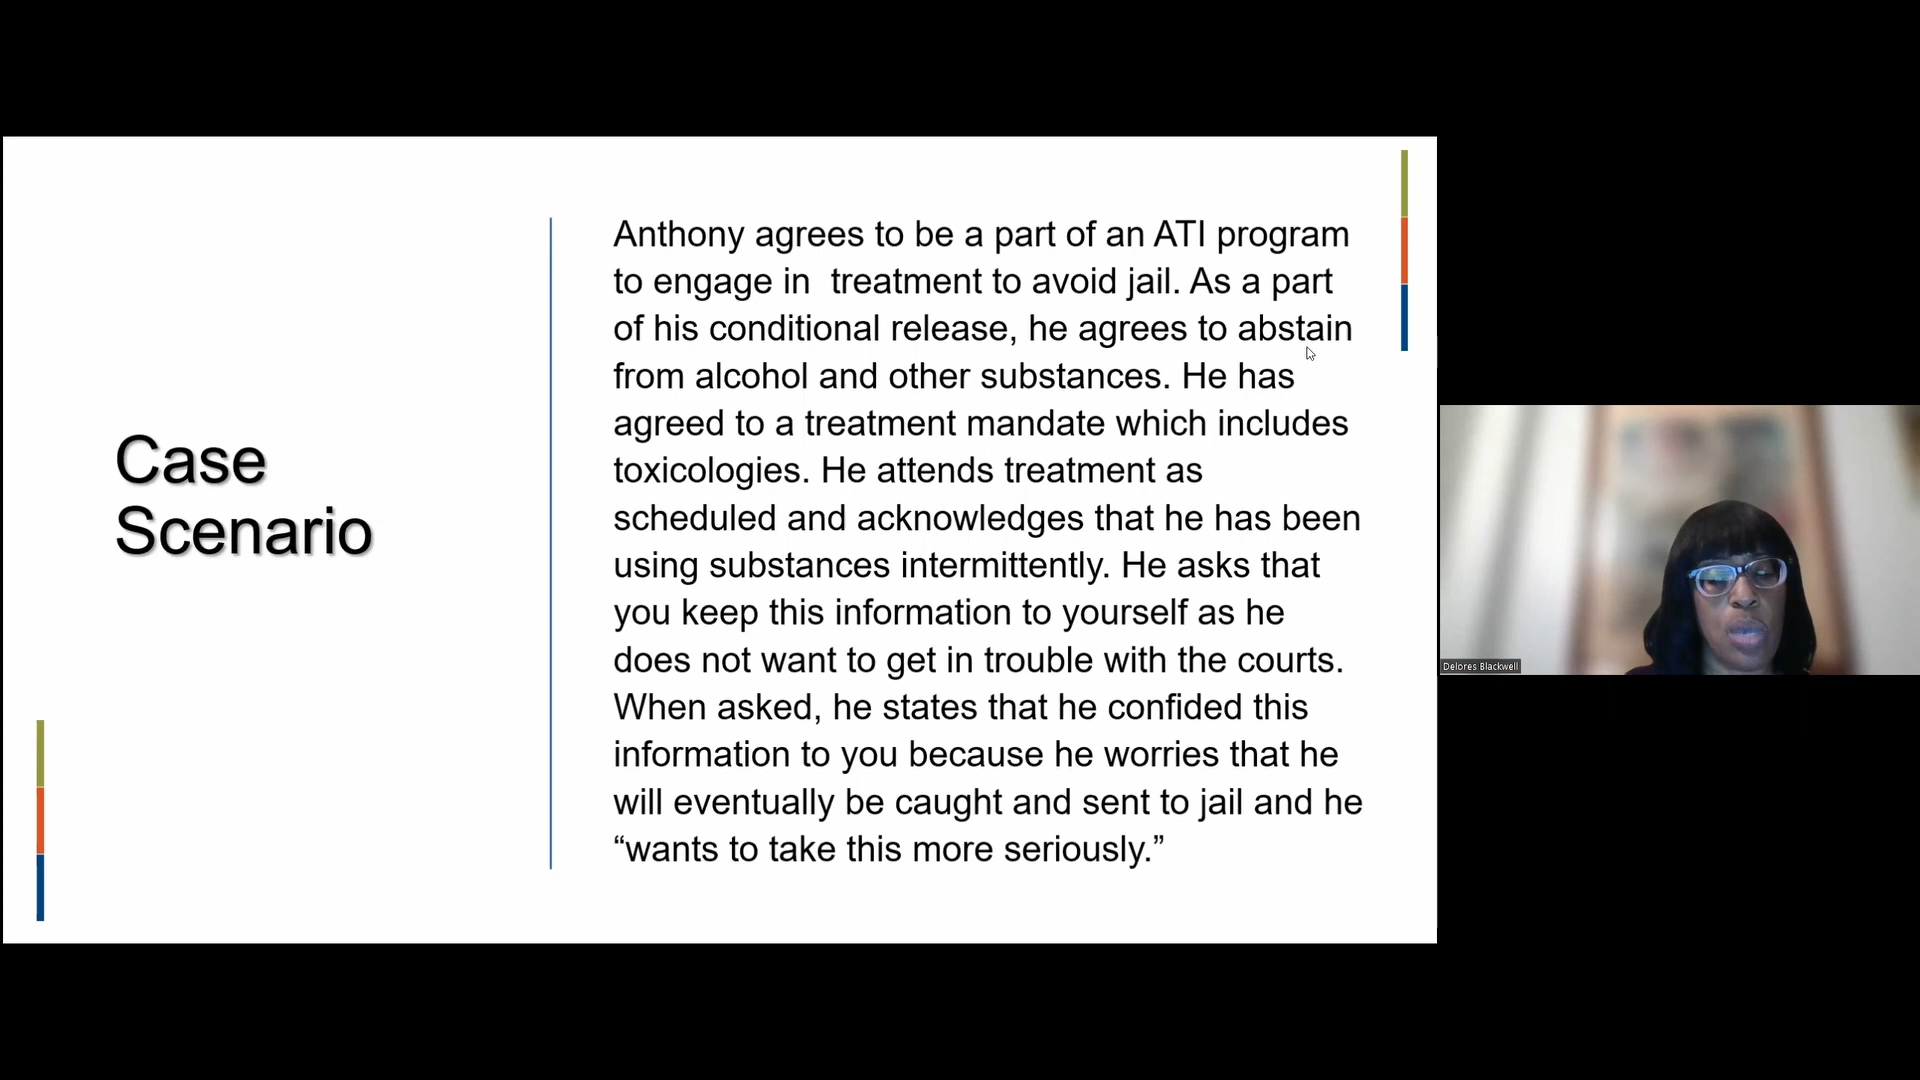 Case
Scenario
Anthony agrees to be a part of an ATI program
to engage in  treatment to avoid jail. As a part
of his conditional release, he agrees to abstain
from alcohol and other substances. He has
agreed to a treatment mandate which includes
toxicologies. He attends treatment as
scheduled and acknowledges that he has been
using substances intermittently. He asks that
you keep this information to yourself as he
does not want to get in trouble with the courts.
When asked, he states that he confided this
information to you because he worries that he
will eventually be caught and sent to jail and he
“wants to take this more seriously.”
Delores Blackwell